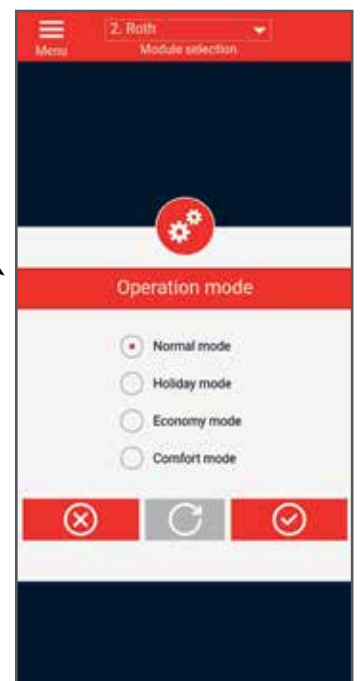 2. Roth
Menu
Module selection
Operation mode
Normal mode
Holiday mode
Economy mode
Comfort mode